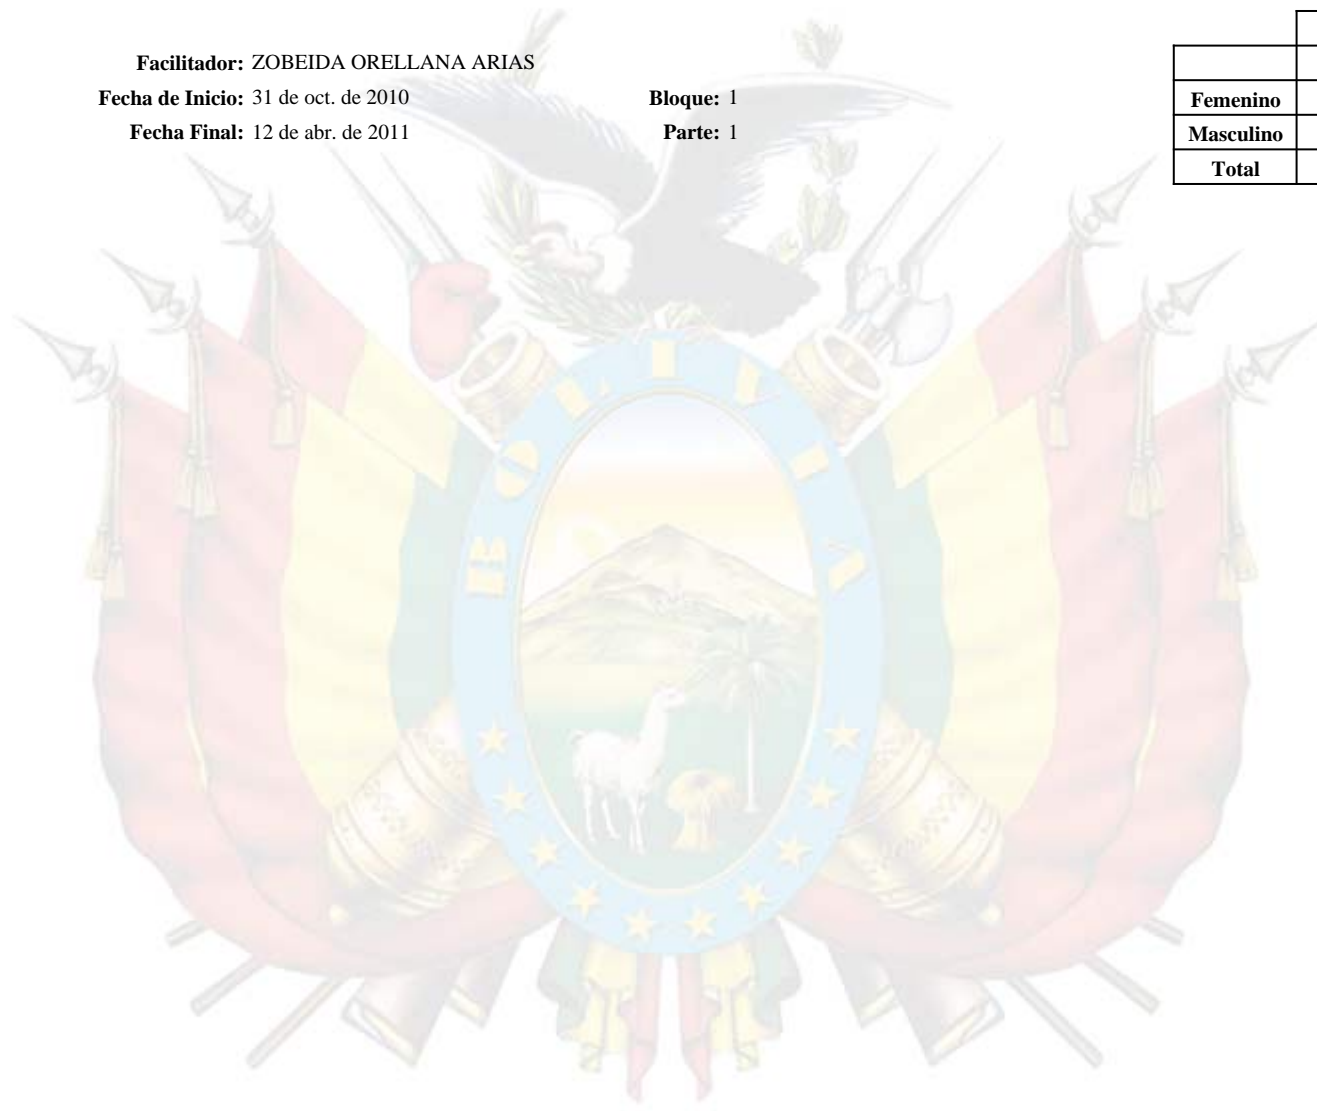 Facilitador: ZOBEIDA ORELLANA ARIAS
Fecha de Inicio: 31 de oct. de 2010 Bloque: 1
Fecha Final: 12 de abr. de 2011 Parte: 1
Femenino
Masculino
Total
BOLIVIA